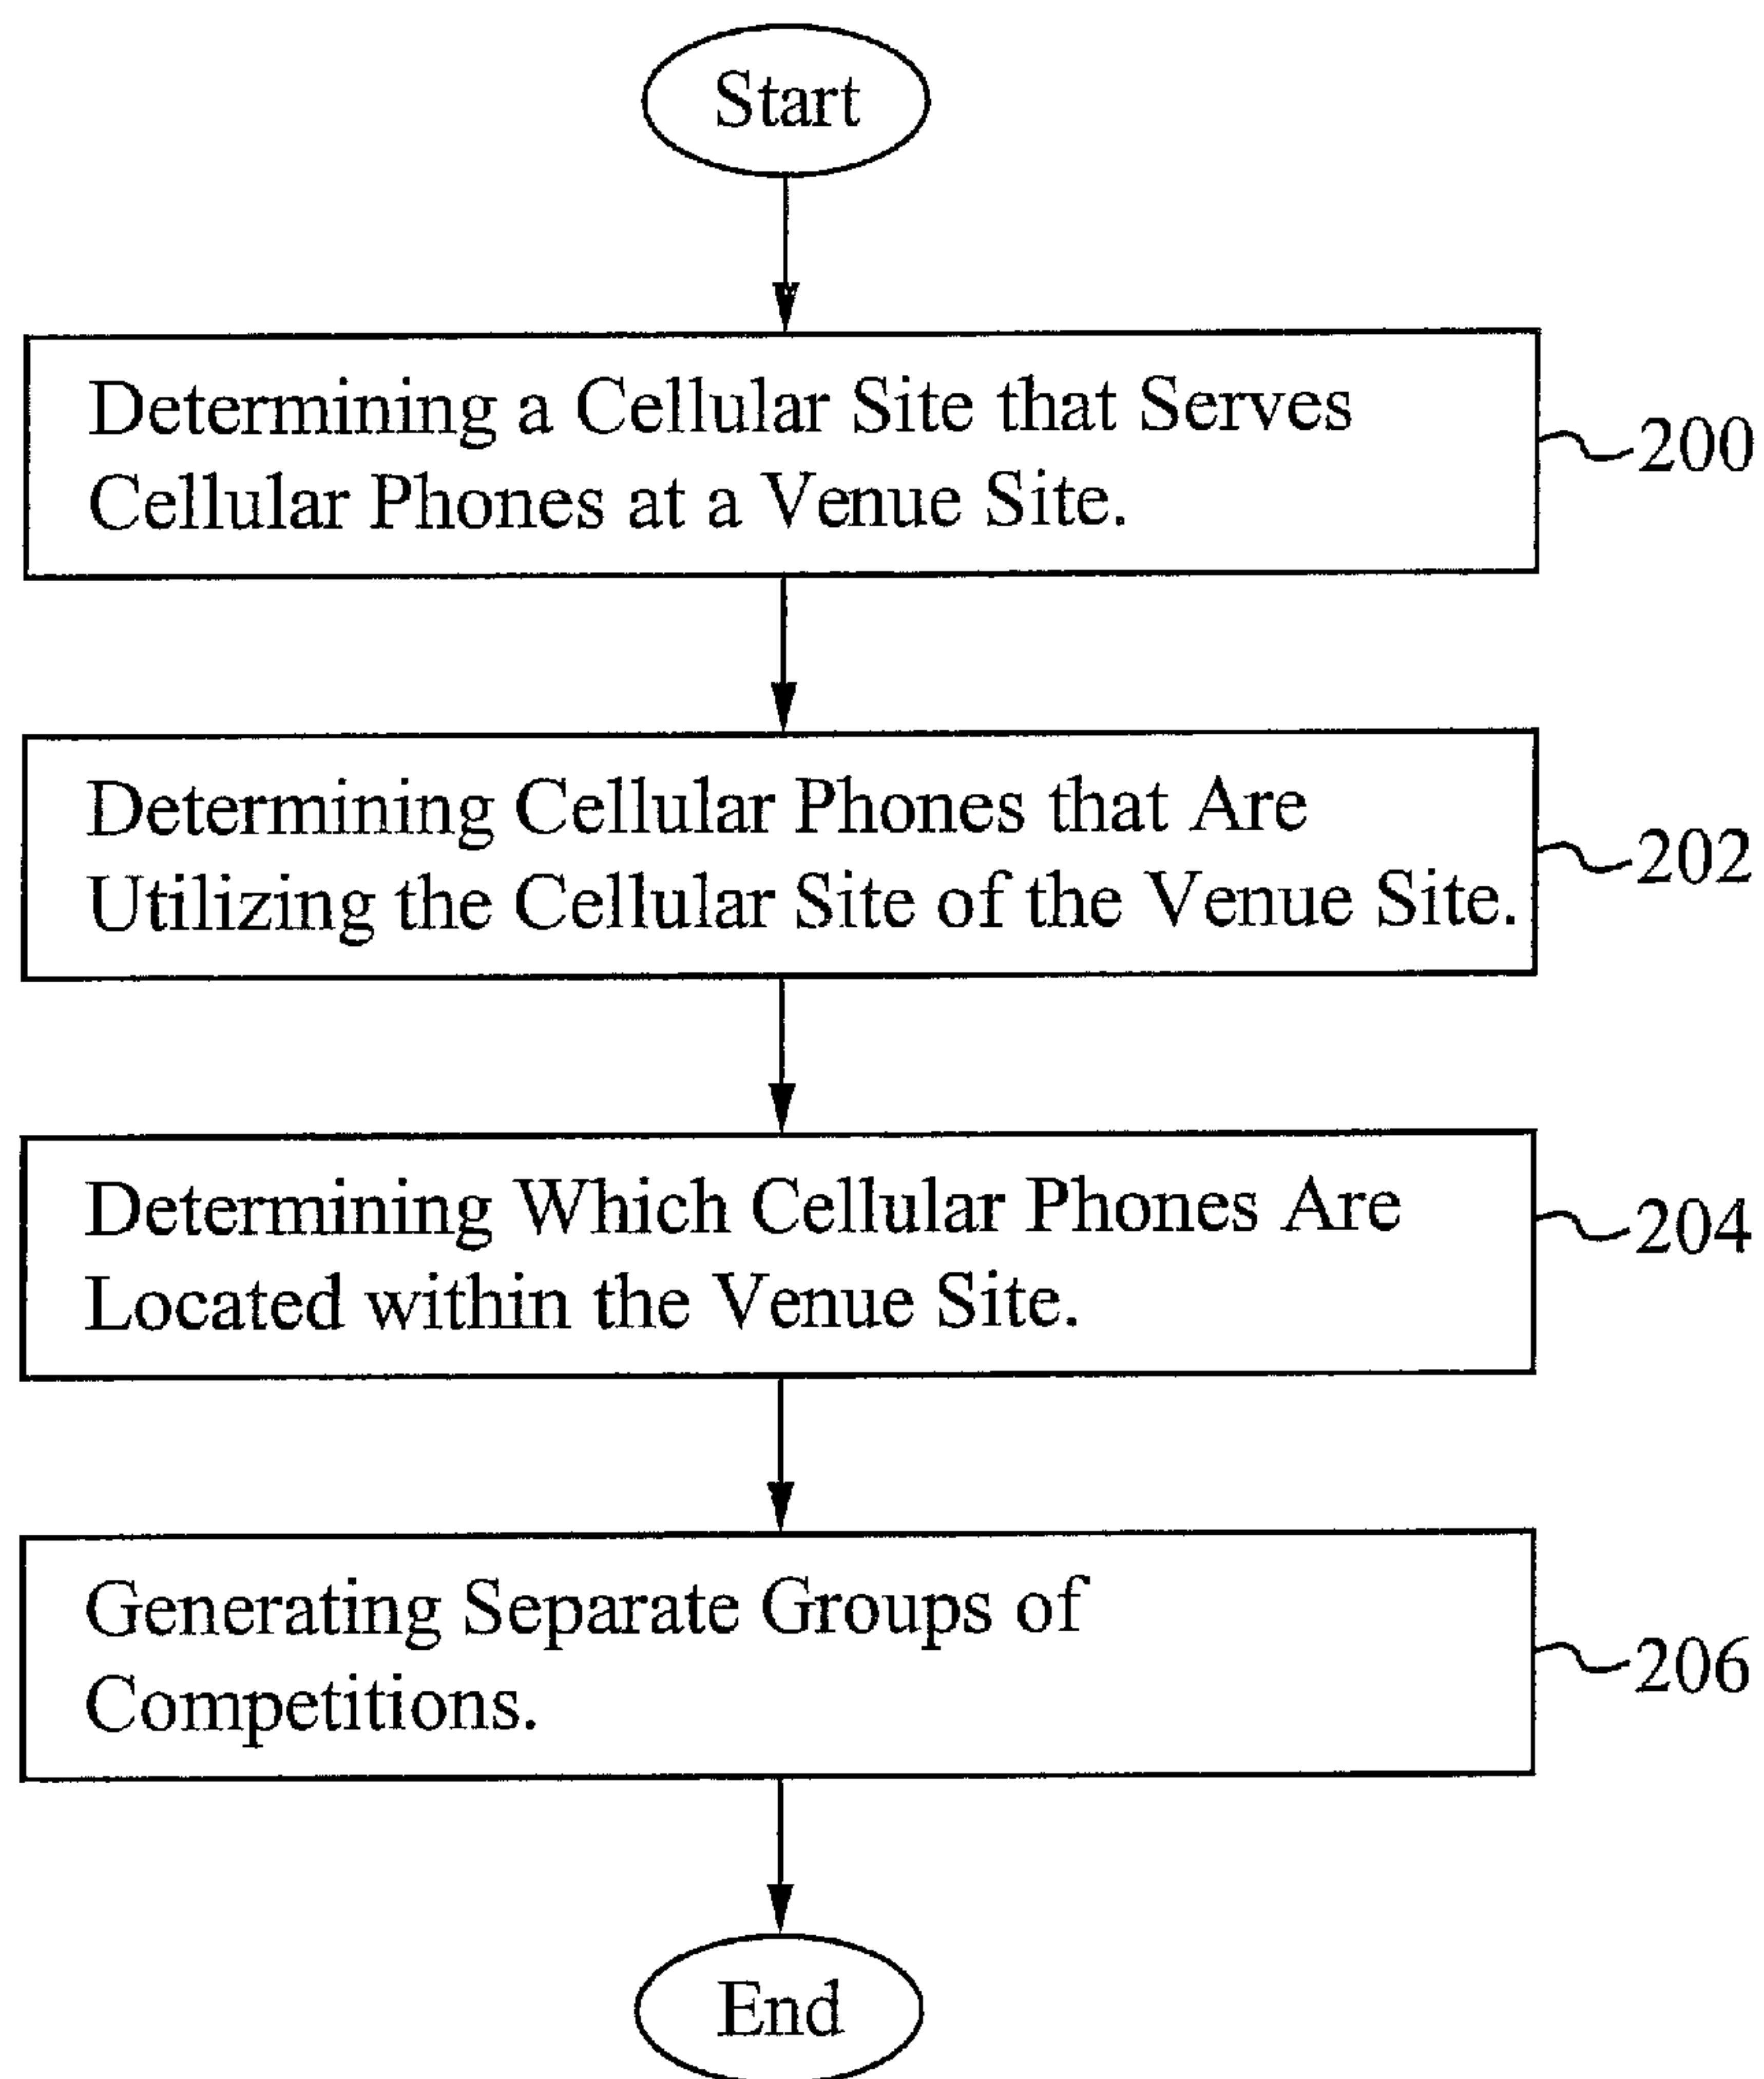 Start
Determining a Cellular Site that Serves
Cellular Phones at a Venue Site.
200
Determining Cellular Phones that Are
Utilizing the Cellular Site of the Venue Site.
202
Determining Which Cellular Phones Are
Located within the Venue Site.
204
Generating Separate Groups of
Competitions.
206
End